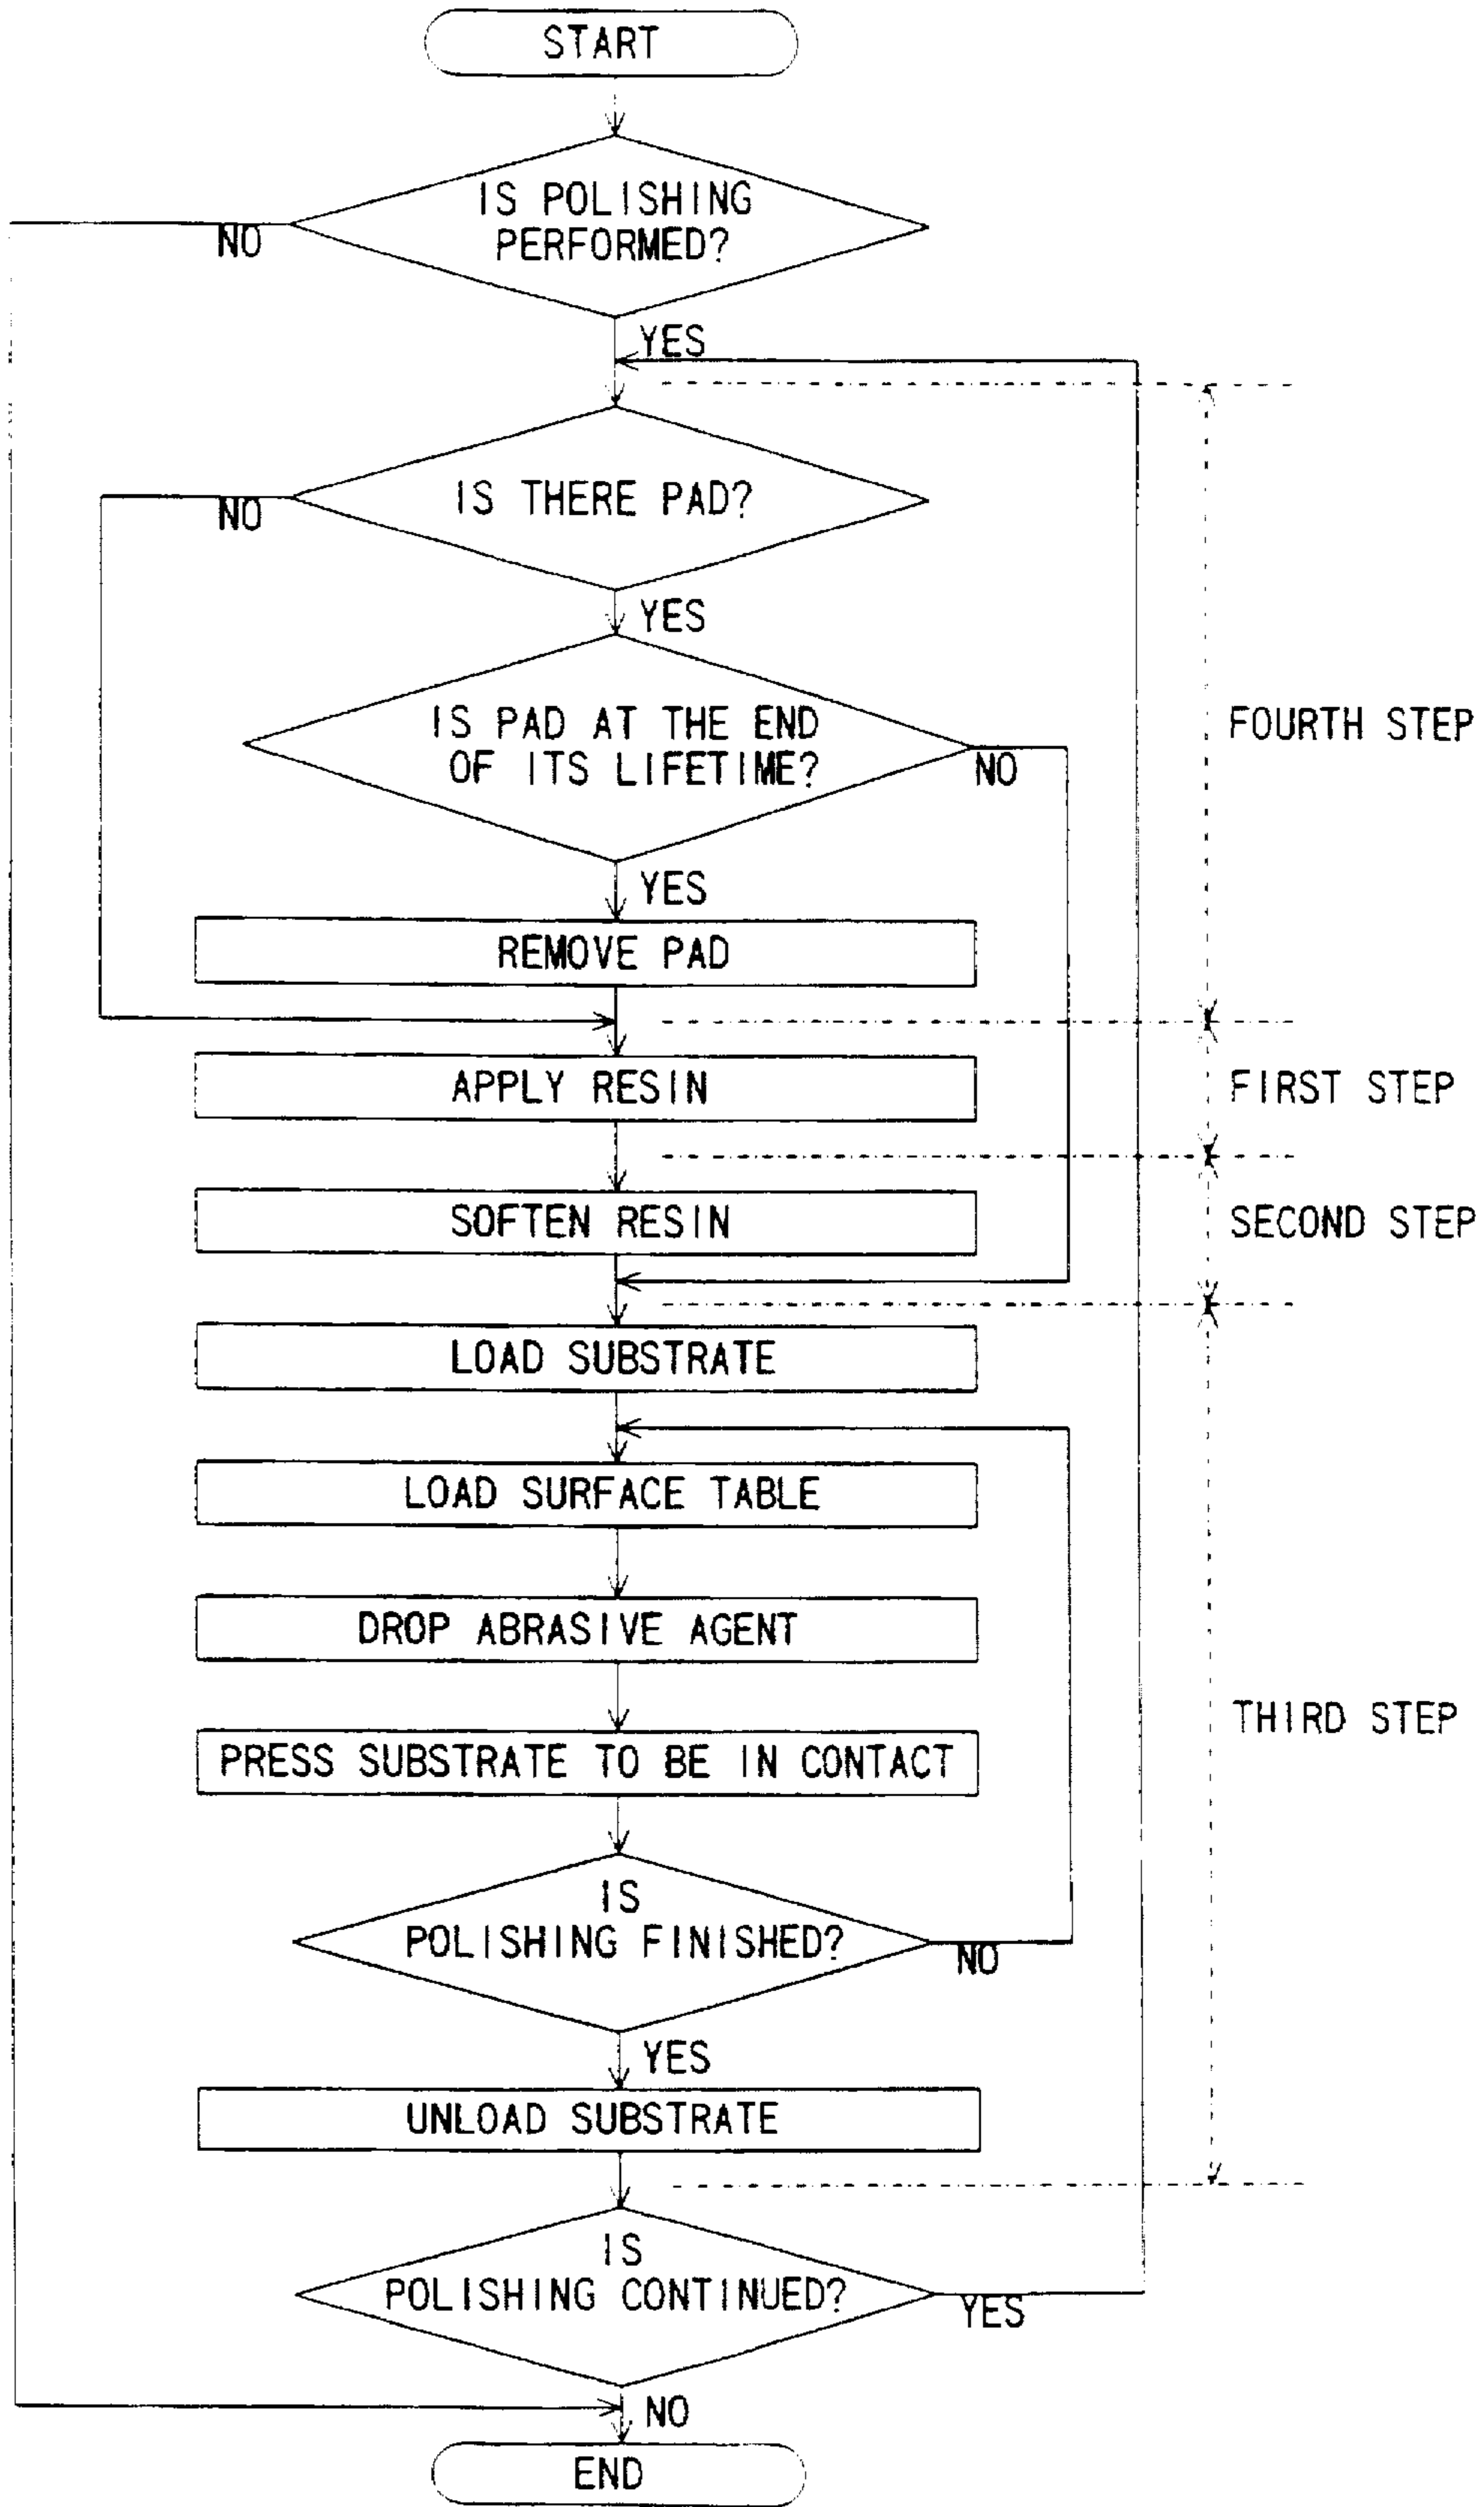 START
IS POLISHING
PERFORMED?
NO
YES
IS THERE PAD?
NO
YES
IS PAD AT THE END
OF ITS LIFETIME?
NO
FOURTH STEP
YES
REMOVE PAD
APPLY RESIN
FIRST STEP
SOFTEN RESIN
SECOND STEP
LOAD SUBSTRATE
LOAD SURFACE TABLE
DROP ABRASIVE AGENT
THIRD STEP
PRESS SUBSTRATE TO BE IN CONTACT
IS
POLISHING FINISHED?
NO
YES
UNLOAD SUBSTRATE
IS
POLISHING CONTINUED?
YES
NO
END